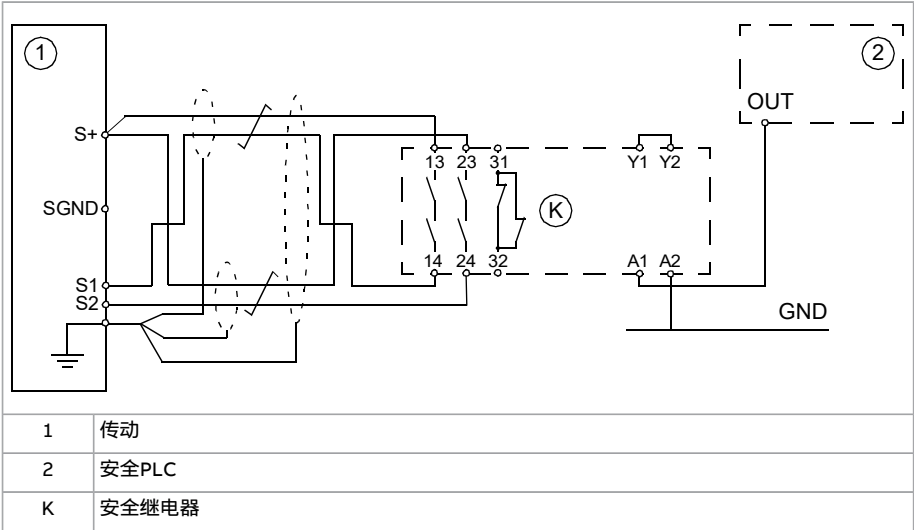 1
2
OUT
S+
13 23 31
Y1 Y2
SGND
K
14 24 32
A1 A2
S1
S2
GND
1 传动
2 安全PLC
K 安全继电器